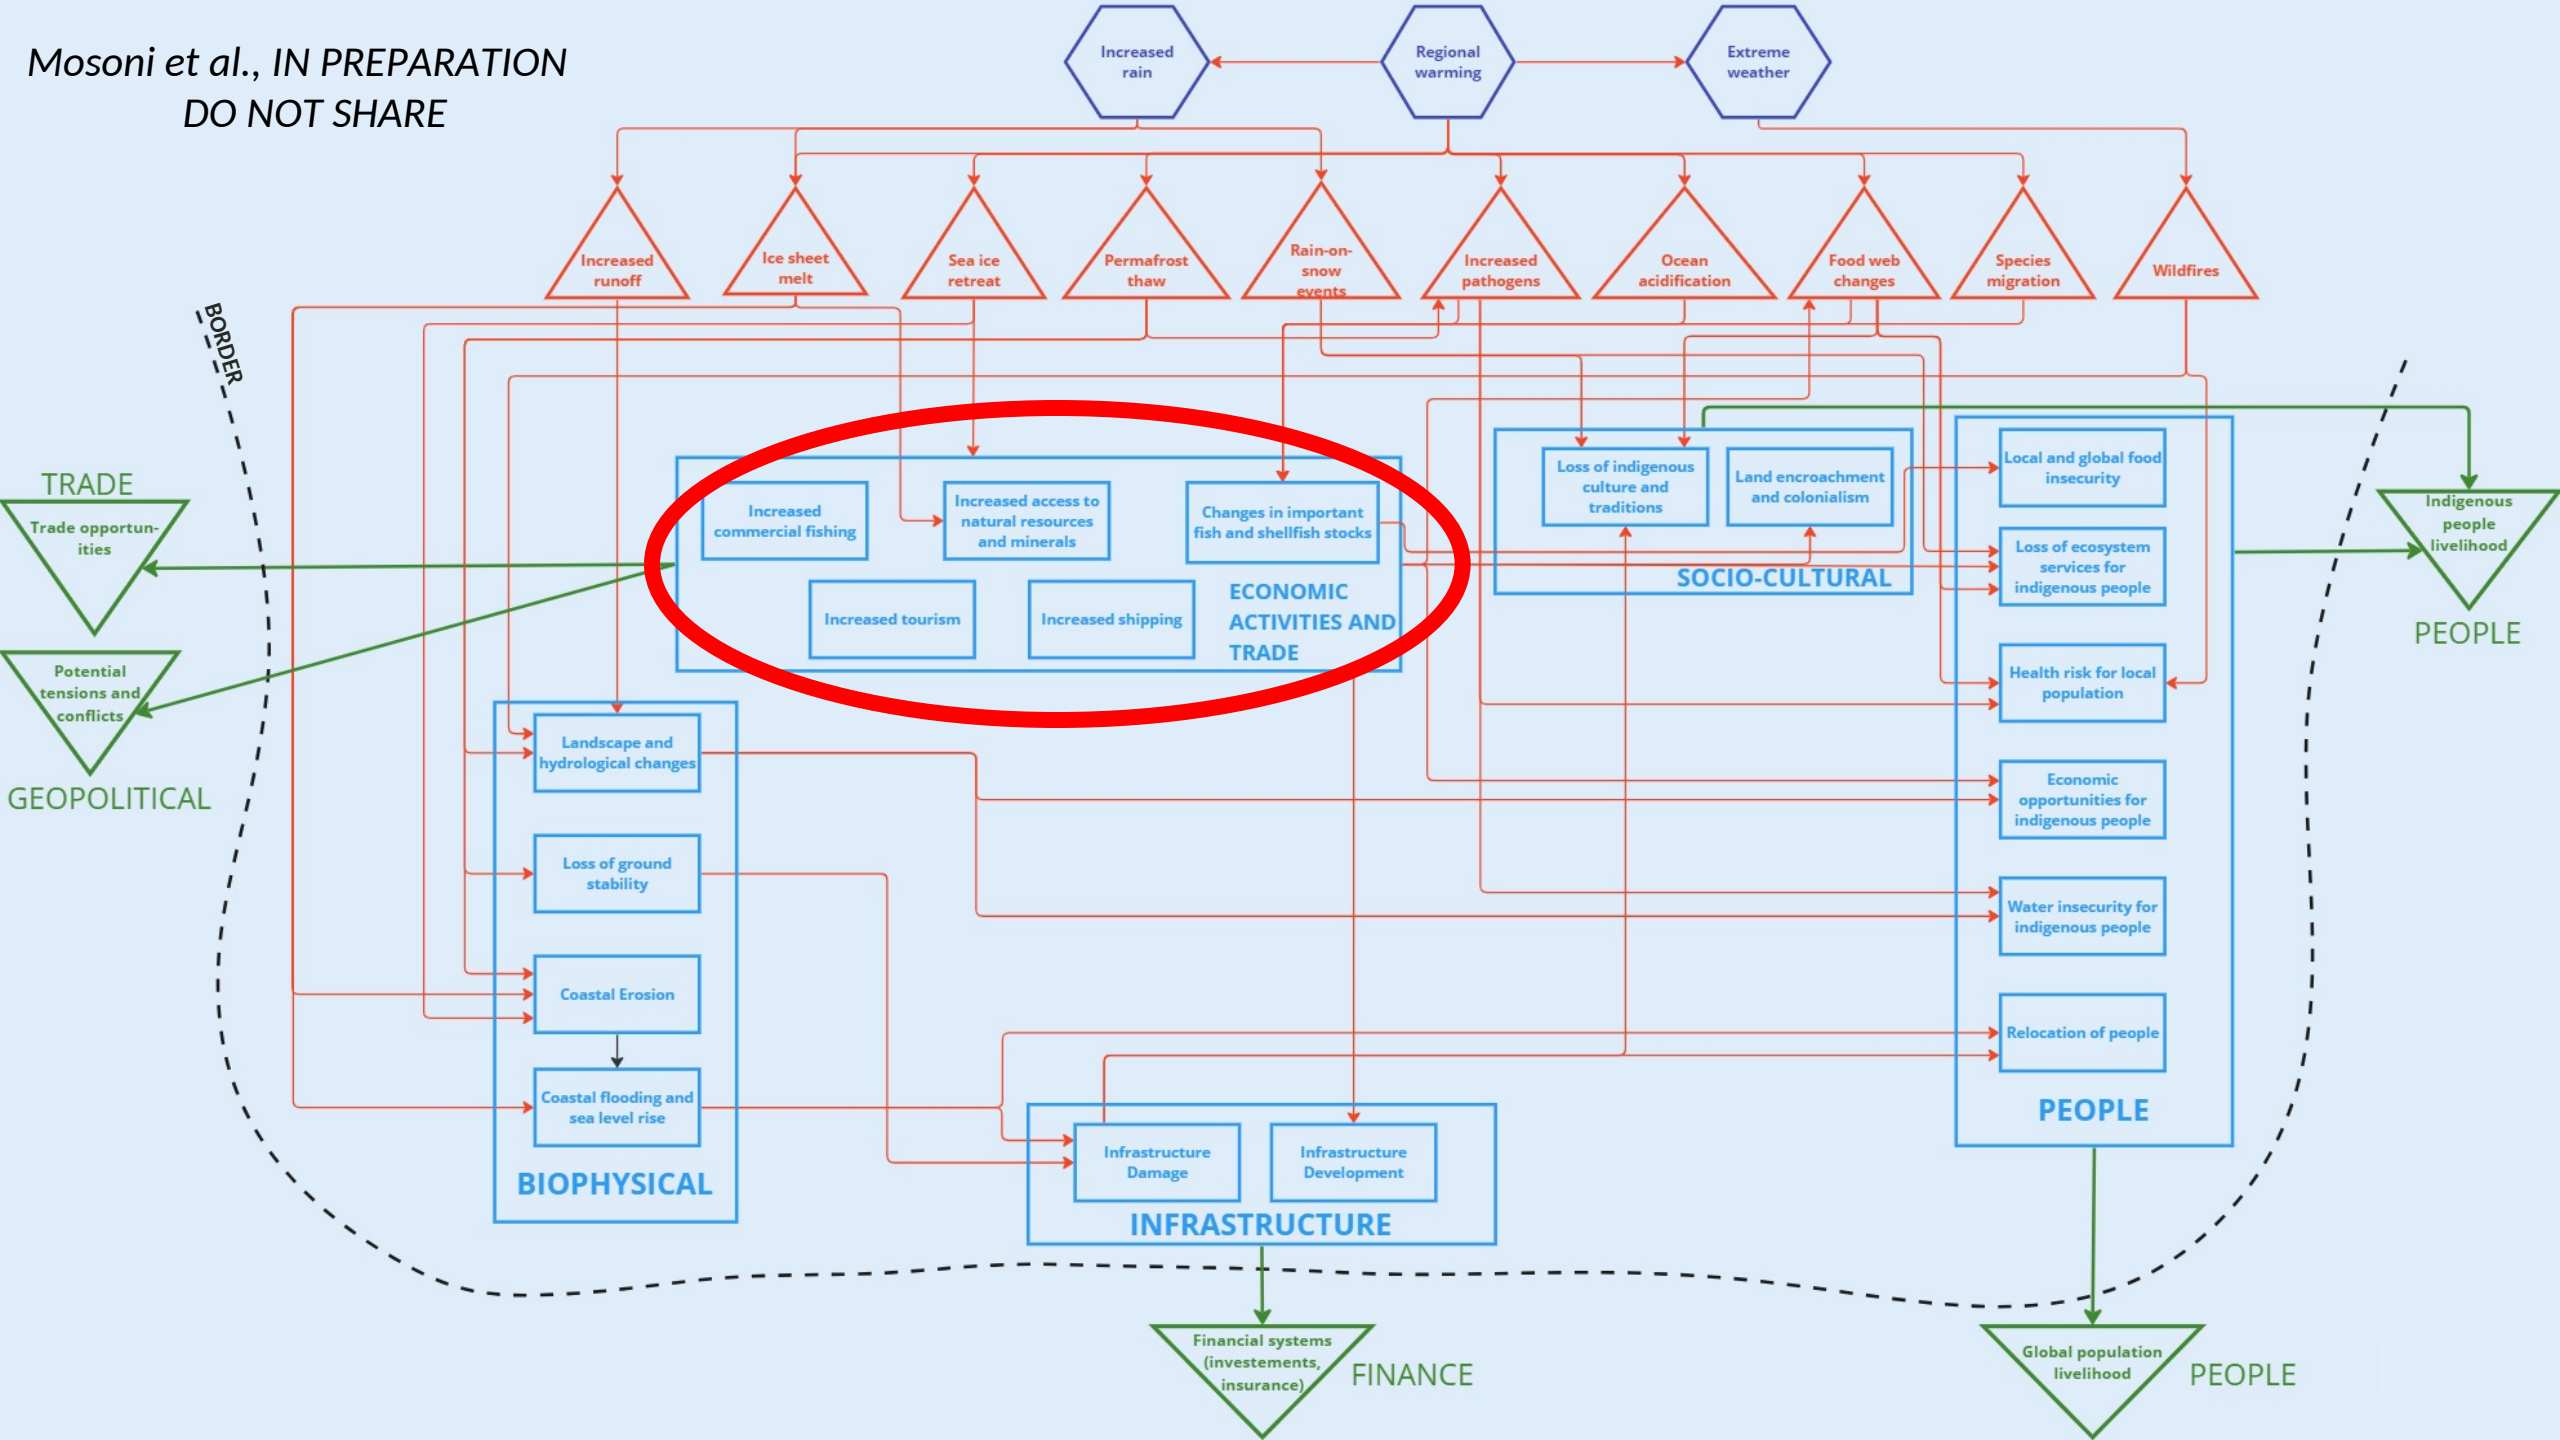 Mosoni et al., IN PREPARATION
DO NOT SHARE
Increased
rain
Regional
warming
Extreme
weather
Increased
runoff
Ice sheet
melt
Sea ice
retreat
Permafrost
thaw
Rain-on-
snow
events
Increased
pathogens
Ocean
acidification
Food web
changes
Species
migration
Wildfires
BORDER
TRADE
Trade opportun-
ities
Potential
tensions and
conflicts
GEOPOLITICAL
Increased
commercial fishing
Increased access to
natural resources
and minerals
Changes in important
fish and shellfish stocks
Increased tourism
Increased shipping
ECONOMIC
ACTIVITIES AND
TRADE
Loss of indigenous
culture and
traditions
Land encroachment
and colonialism
SOCIO-CULTURAL
Local and global food
insecurity
Loss of ecosystem
services for
indigenous people
Health risk for local
population
Economic
opportunities for
indigenous people
Water insecurity for
indigenous people
Relocation of people
PEOPLE
Indigenous
people
livelihood
PEOPLE
Landscape and
hydrological changes
Loss of ground
stability
Coastal Erosion
Coastal flooding and
sea level rise
BIOPHYSICAL
Infrastructure
Damage
Infrastructure
Development
INFRASTRUCTURE
Financial systems
(investements,
insurance)
FINANCE
Global population
livelihood
PEOPLE